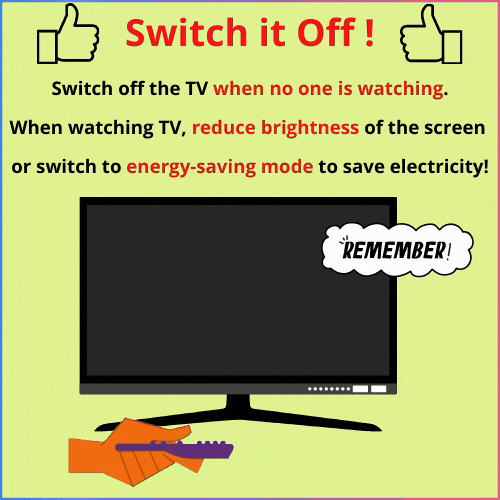 Switch it Off !
Switch off the TV when no one is watching.
When watching TV, reduce brightness of the screen
or switch to energy-saving mode to save electricity!
REMEMBER!